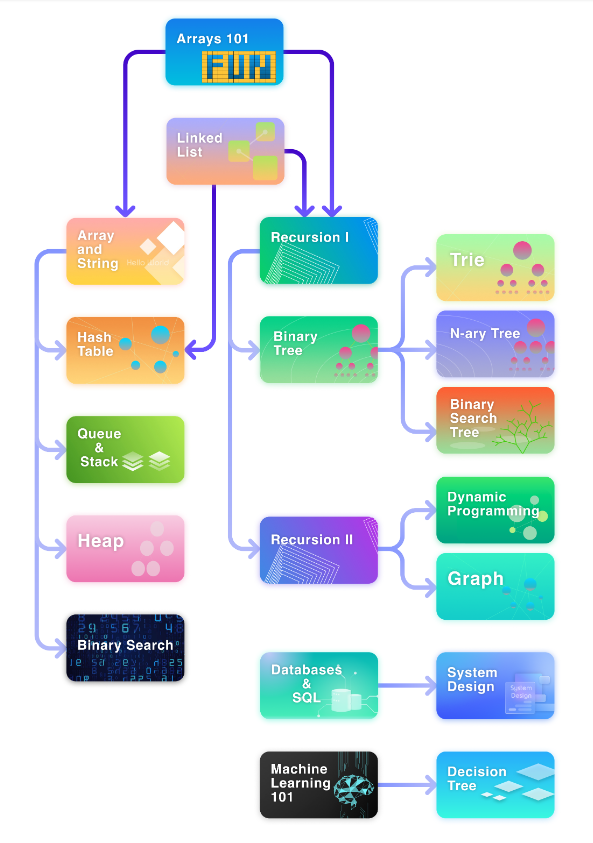 Arrays 101
FUN
Linked
List
Array
and
String
Hello World!
Recursion I
Trie
Hash
Table
Binary
Tree
N-ary Tree
Binary
Search
Tree
Queue
&
Stack
Dynamic
Programming
Heap
Recursion II
Graph
Binary Search
Databases
&
SQL
System
Design
System
Design
Machine
Learning
101
Decision
Tree